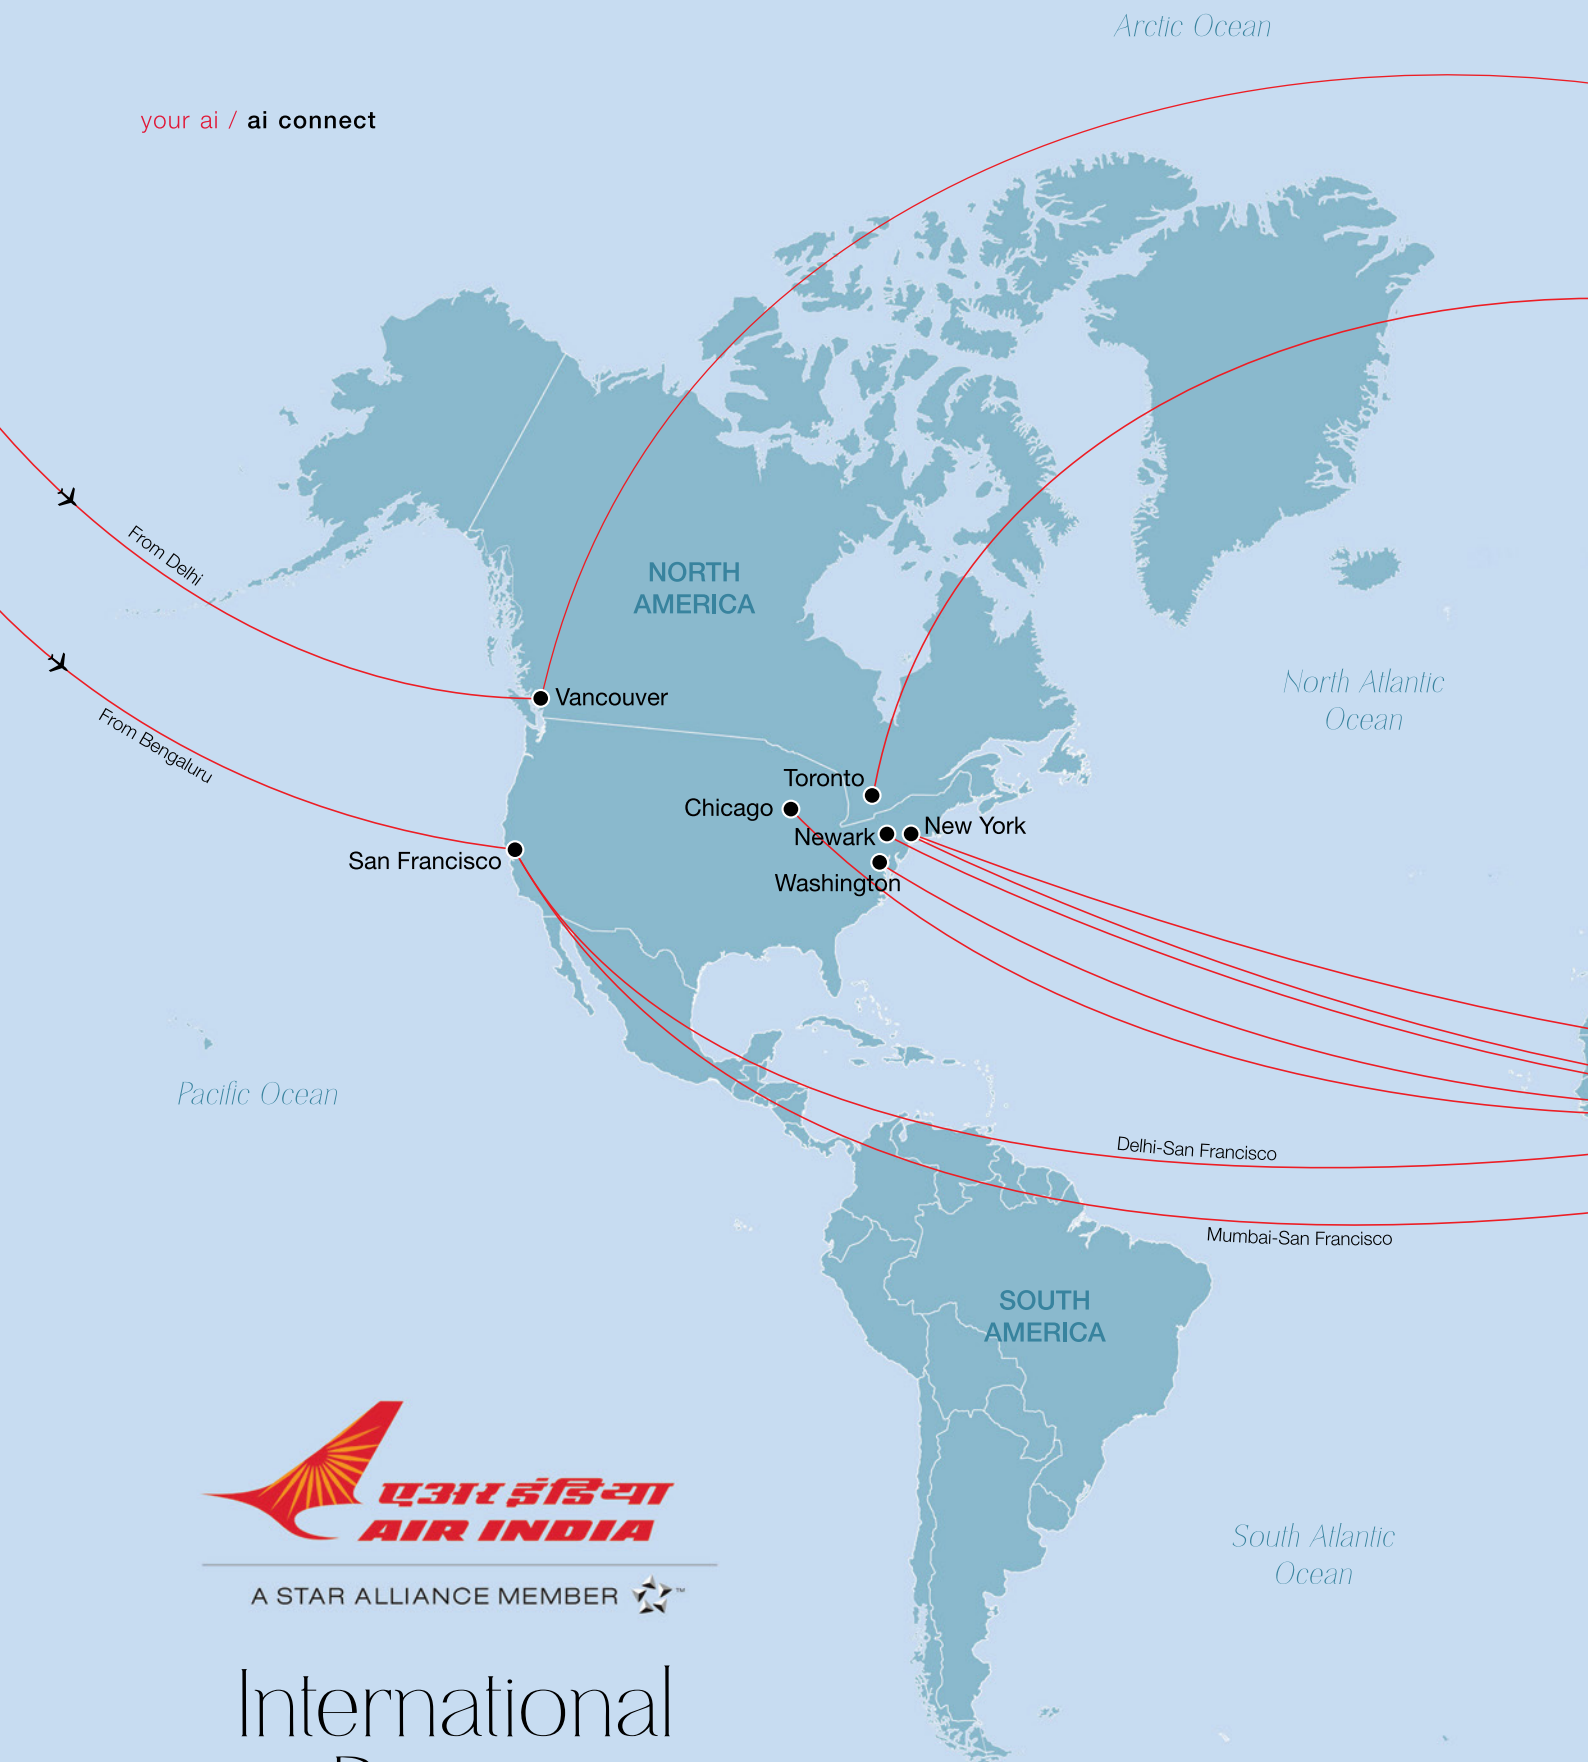 Arctic Ocean
your ai / ai connect
From Delhi
NORTH
AMERICA
North Atlantic
Ocean
Vancouver
From Bengaluru
Toronto
Chicago
New York
Newark
San Francisco
Washington
Pacific Ocean
Delhi-San Francisco
Mumbai-San Francisco
SOUTH
AMERICA
एअर इंडिया
AIR INDIA
South Atlantic
Ocean
A STAR ALLIANCE MEMBER ™
International